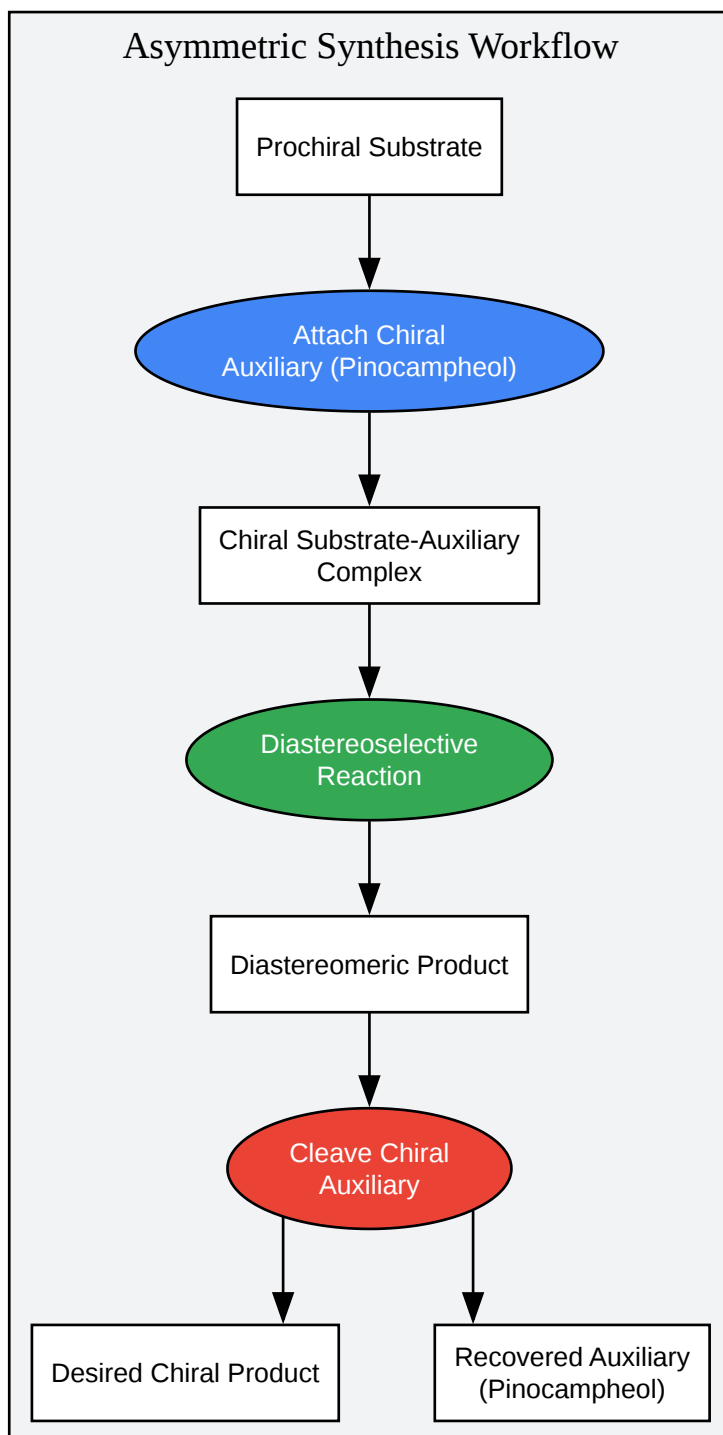 Asymmetric Synthesis Workflow
Prochiral Substrate
Attach Chiral
Auxiliary (Pinocampheol)
Chiral Substrate-Auxiliary
Complex
Diastereoselective
Reaction
Diastereomeric Product
Cleave Chiral
Auxiliary
Desired Chiral Product
Recovered Auxiliary
(Pinocampheol)